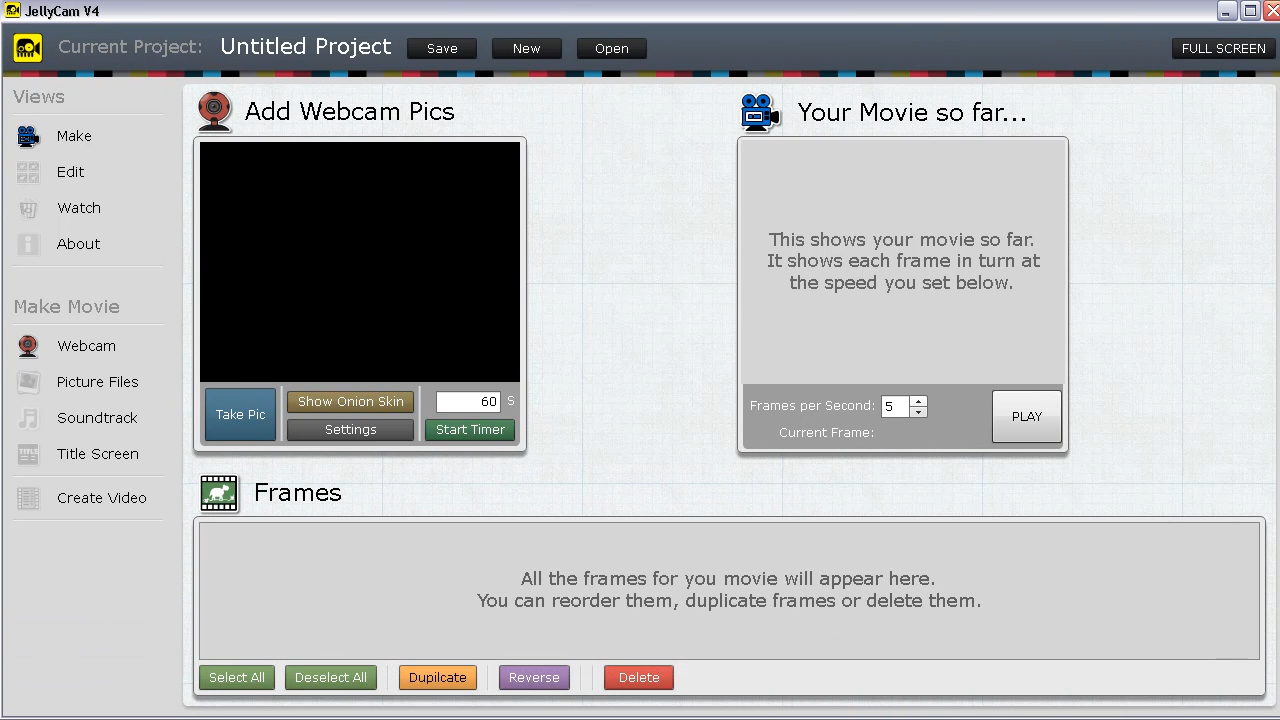 JellyCam V4
Current Project: Untitled Project Save New Open FULL SCREEN
Views
Make
Edit
Watch
About
Make Movie
Webcam
Picture Files
Soundtrack
Title Screen
Create Video
Add Webcam Pics
Take Pic
Show Onion Skin
Settings
60 S
Start Timer
Your Movie so far...
This shows your movie so far.
It shows each frame in turn at
the speed you set below.
Frames per Second: 5
Current Frame:
PLAY
Frames
All the frames for you movie will appear here.
You can reorder them, duplicate frames or delete them.
Select All Deselect All Dupilcate Reverse Delete